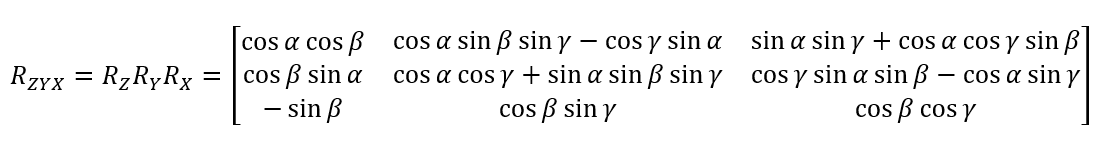 R_{ZYX} = R_Z R_Y R_X = [ cos α cos β   cos α sin β sin γ − cos γ sin α   sin α sin γ + cos α cos γ sin β
cos β sin α   cos α cos γ + sin α sin β sin γ   cos γ sin α sin β − cos α sin γ
− sin β   cos β sin γ   cos β cos γ ]